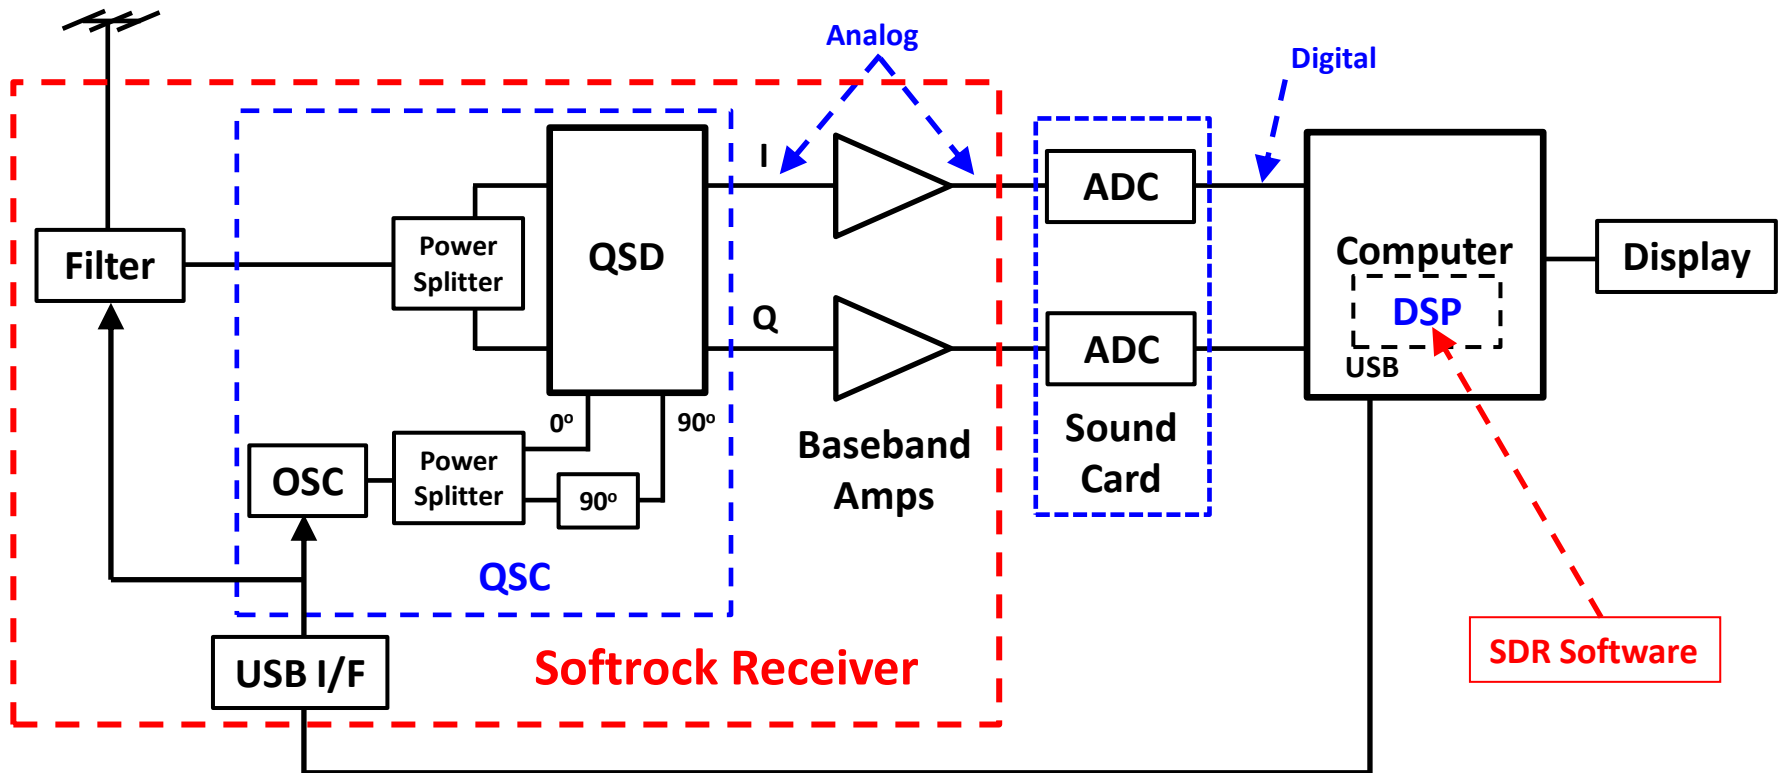 Analog
Digital
I
ADC
Filter
Power
Splitter
QSD
Computer
Display
DSP
Q
ADC
USB
0º
90º
Baseband
Amps
Sound
Card
OSC
Power
Splitter
90º
QSC
USB I/F
Softrock Receiver
SDR Software